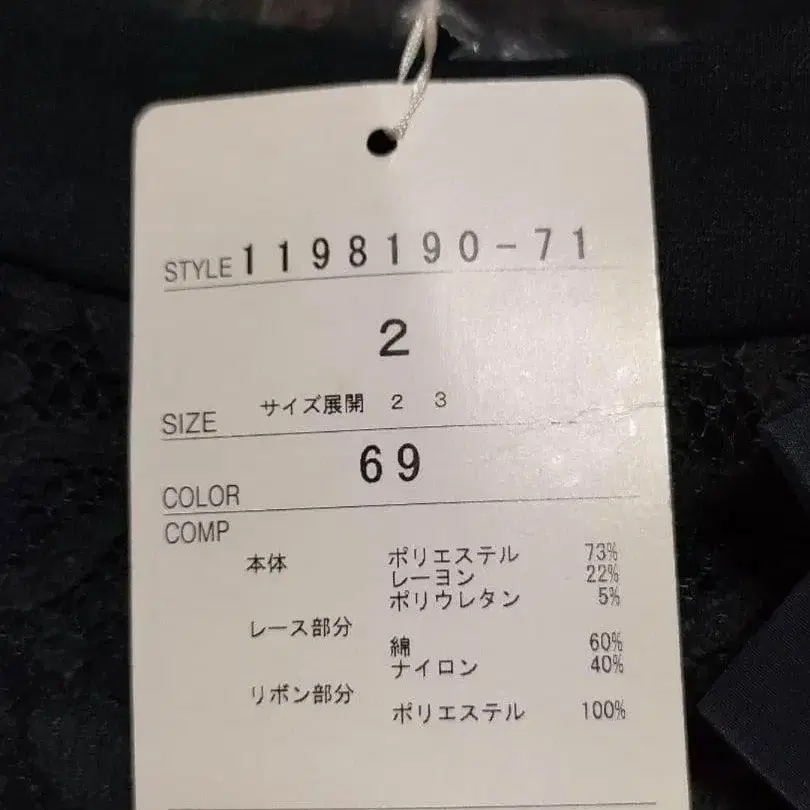 STYLE 1198190-71
2
SIZE サイズ展開 2 3
69
COLOR
COMP
本体 ポリエステル 73%
レーヨン 22%
ポリウレタン 5%
レース部分
綿 60%
ナイロン 40%
リボン部分
ポリエステル 100%